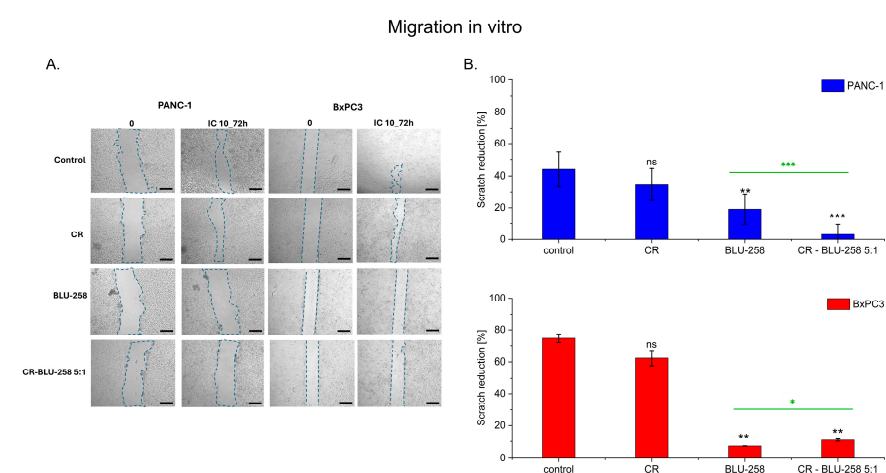 Migration in vitro
A.
PANC-1
BxPC3
0
IC 10_72h
0
IC 10_72h
Control
CR
BLU-258
CR-BLU-258 5:1
B.
100
80
60
40
20
0
Scratch reduction [%]
PANC-1
ns
**
***
***
control
CR
BLU-258
CR - BLU-258 5:1
100
80
60
40
20
0
Scratch reduction [%]
BxPC3
ns
**
*
**
control
CR
BLU-258
CR - BLU-258 5:1